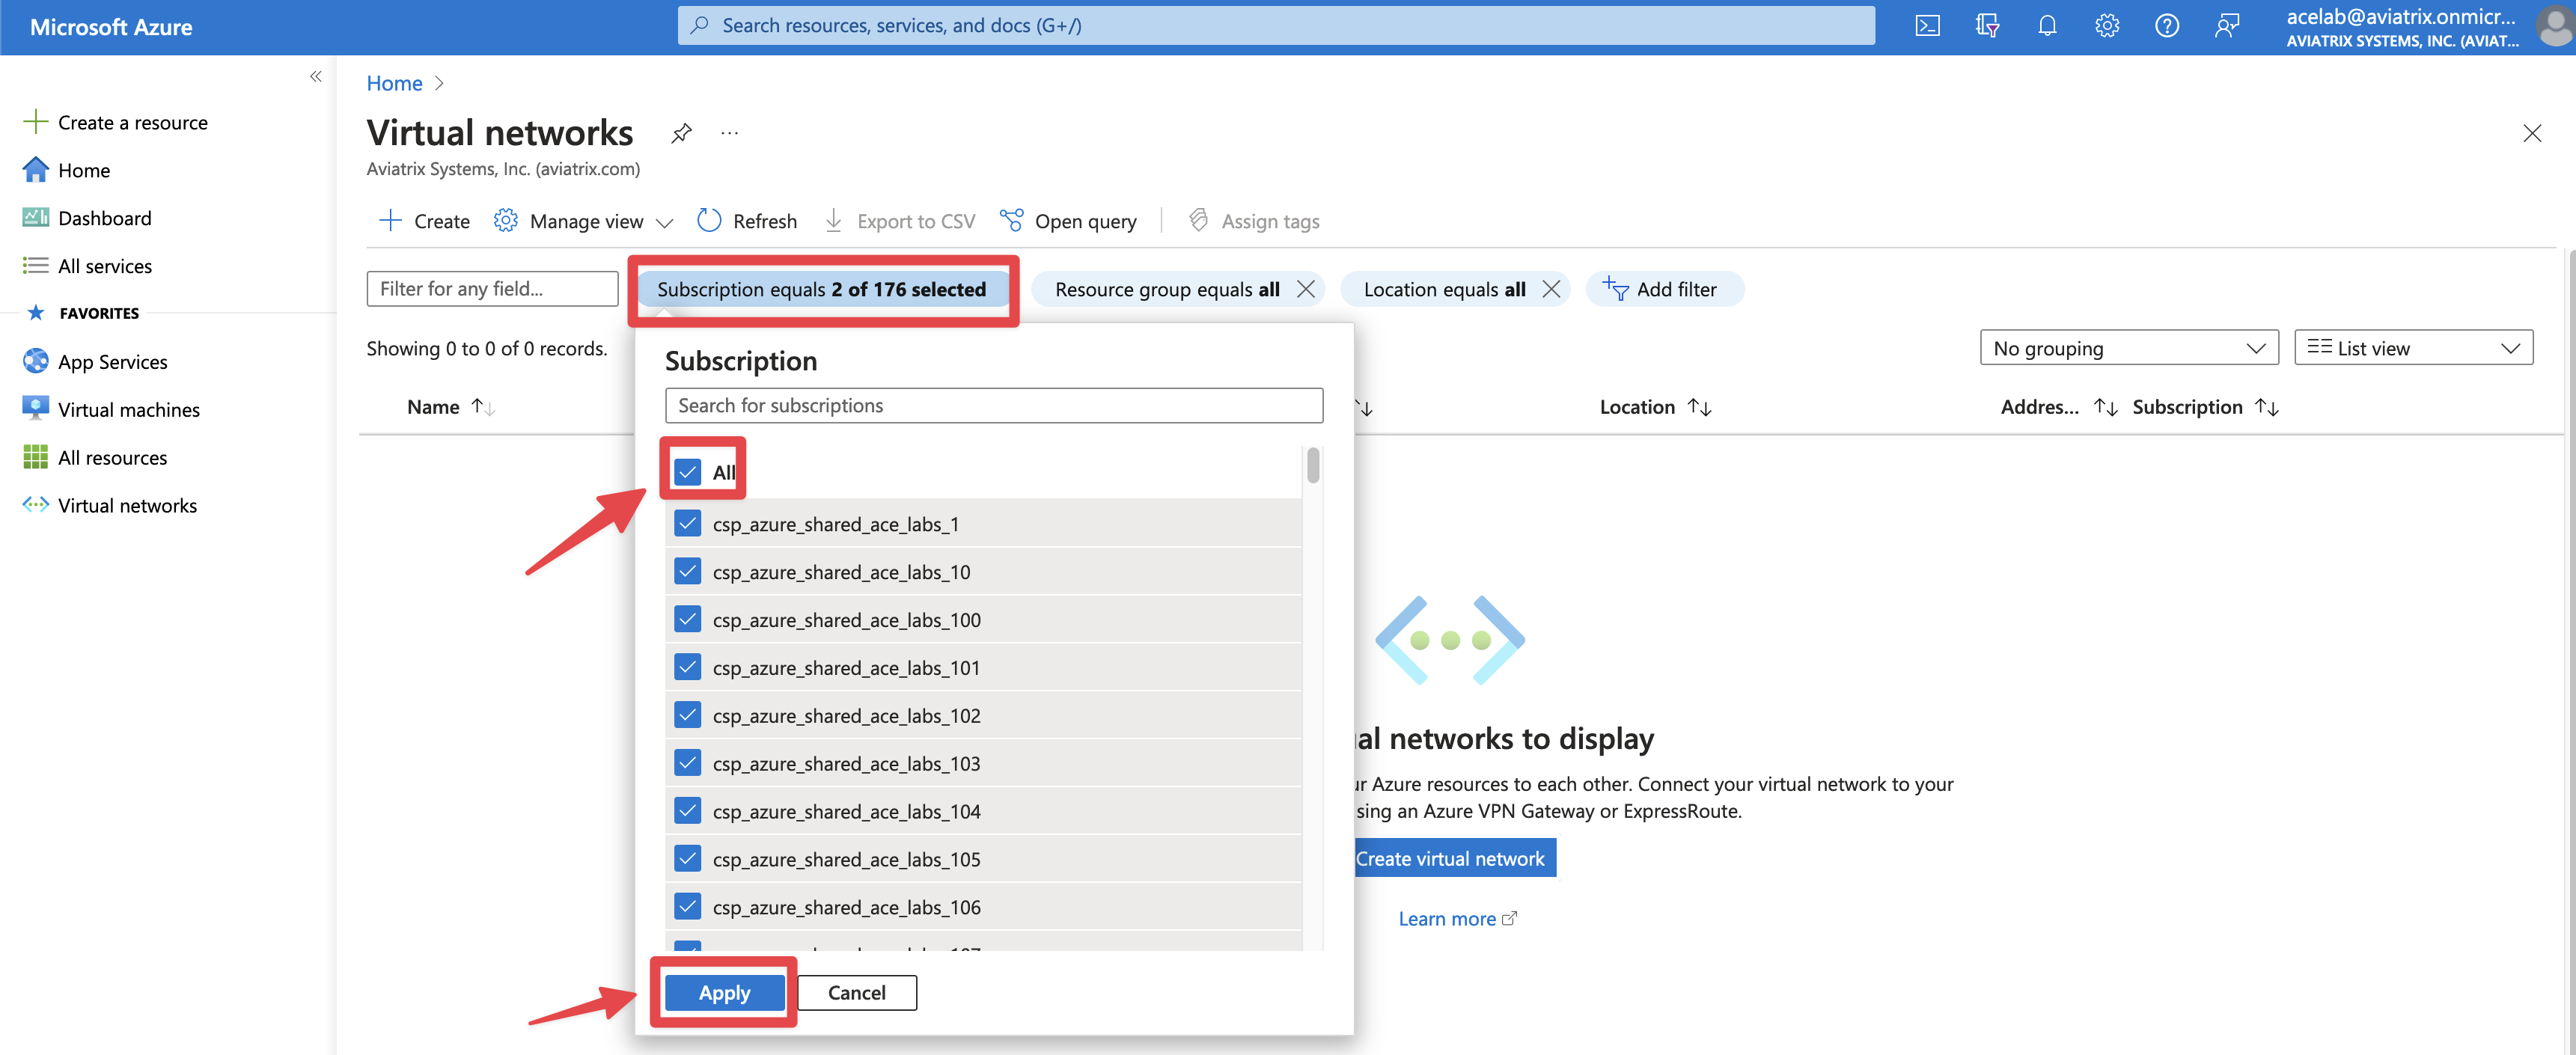 Microsoft Azure
Search resources, services, and docs (G+/)
acelab@aviatrix.onmicr...
AVIATRIX SYSTEMS, INC. (AVIAT...
Create a resource
Home
Dashboard
All services
FAVORITES
App Services
Virtual machines
All resources
Virtual networks
Home
Virtual networks
Aviatrix Systems, Inc. (aviatrix.com)
Create
Manage view
Refresh
Export to CSV
Open query
Assign tags
Filter for any field...
Subscription equals 2 of 176 selected
Resource group equals all
Location equals all
Add filter
Showing 0 to 0 of 0 records.
No grouping
List view
Name
Location
Addres...
Subscription
Subscription
Search for subscriptions
All
csp_azure_shared_ace_labs_1
csp_azure_shared_ace_labs_10
csp_azure_shared_ace_labs_100
csp_azure_shared_ace_labs_101
csp_azure_shared_ace_labs_102
csp_azure_shared_ace_labs_103
csp_azure_shared_ace_labs_104
csp_azure_shared_ace_labs_105
csp_azure_shared_ace_labs_106
Apply
Cancel
networks to display
Azure resources to each other. Connect your virtual network to your
an Azure VPN Gateway or ExpressRoute.
Create virtual network
Learn more